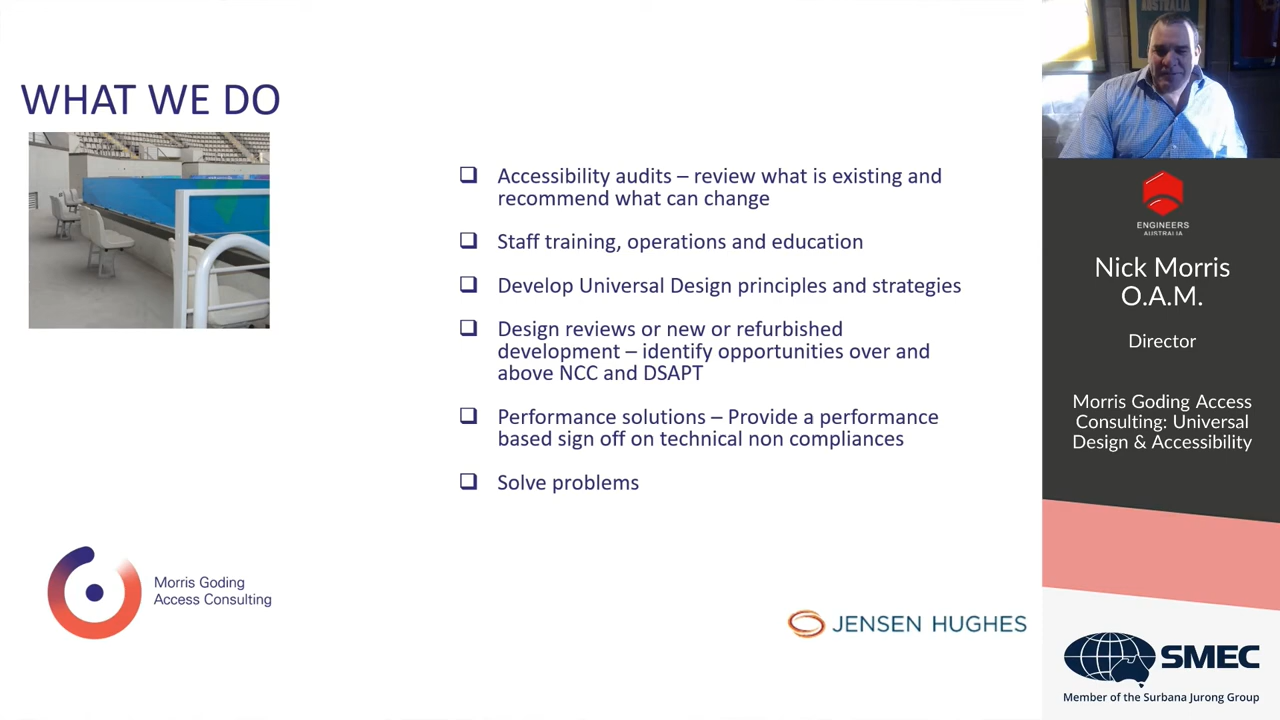 WHAT WE DO
Accessibility audits – review what is existing and
recommend what can change
Staff training, operations and education
Develop Universal Design principles and strategies
Design reviews or new or refurbished
development – identify opportunities over and
above NCC and DSAPT
Performance solutions – Provide a performance
based sign off on technical non compliances
Solve problems
Morris Goding
Access Consulting
JENSEN HUGHES
AUSTRALIA
ENGINEERS
AUSTRALIA
Nick Morris
O.A.M.
Director
Morris Goding Access
Consulting: Universal
Design & Accessibility
SMEC
Member of the Surbana Jurong Group